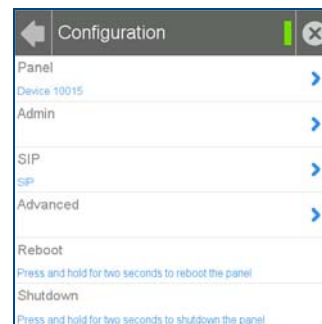 Configuration
Panel
Device 10015
Admin
SIP
SIP
Advanced
Reboot
Press and hold for two seconds to reboot the panel
Shutdown
Press and hold for two seconds to shutdown the panel